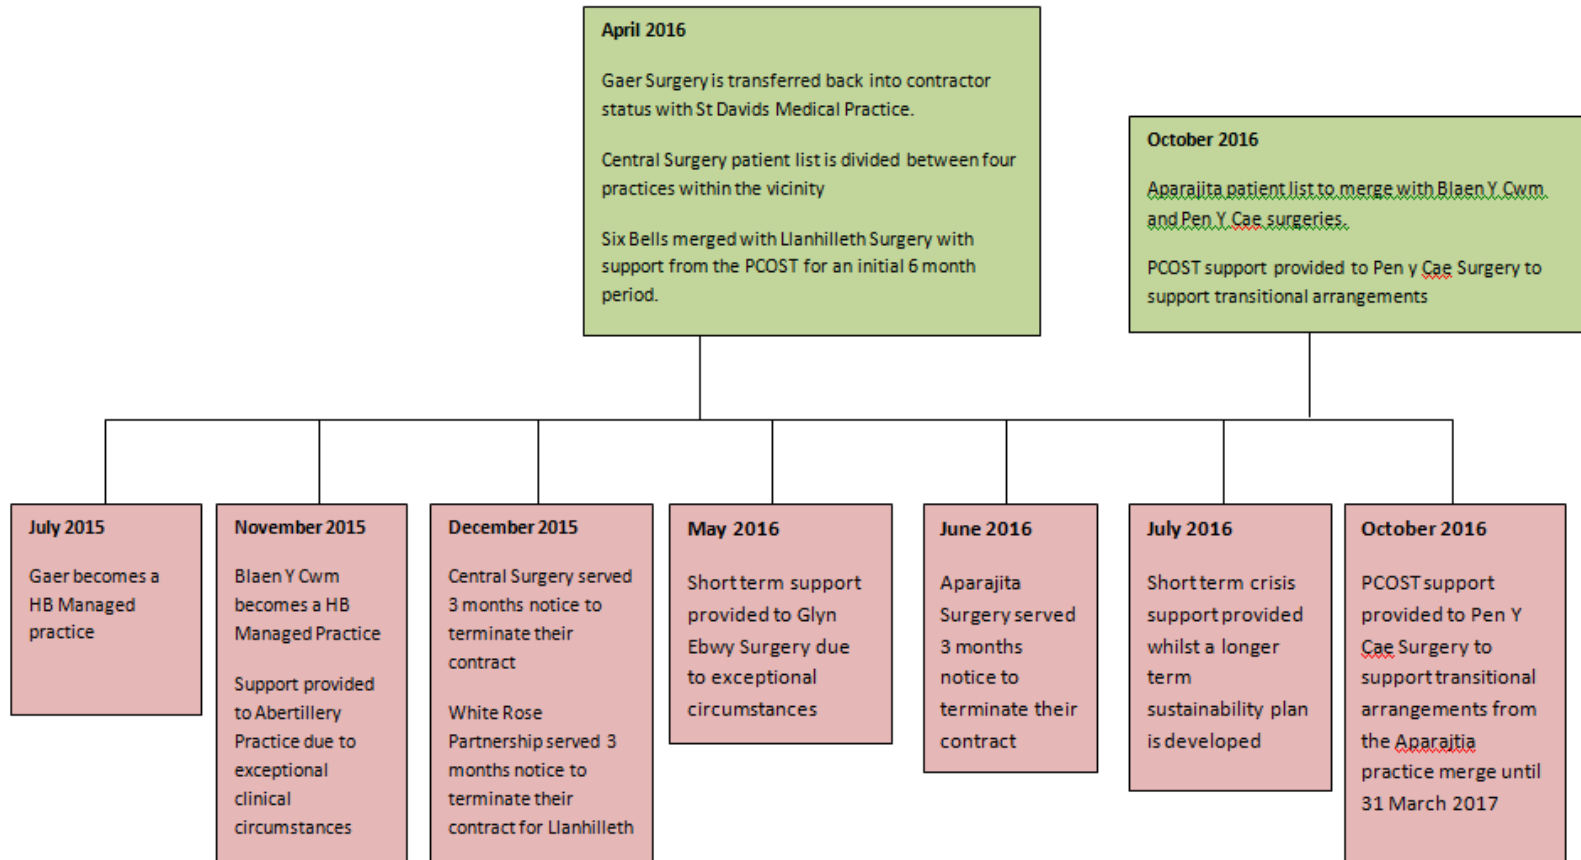 April 2016
Gaer Surgery is transferred back into contractor
status with St Davids Medical Practice.
Central Surgery patient list is divided between four
practices within the vicinity
Six Bells merged with Llanhilleth Surgery with
support from the PCOST for an initial 6 month
period.
October 2016
Aparajita patient list to merge with Blaen Y Cwm
and Pen Y Cae surgeries.
PCOST support provided to Pen y Cae Surgery to
support transitional arrangements
July 2015
Gaer becomes a
HB Managed
practice
November 2015
Blaen Y Cwm
becomes a HB
Managed Practice
Support provided
to Abertillery
Practice due to
exceptional
clinical
circumstances
December 2015
Central Surgery served
3 months notice to
terminate their
contract
White Rose
Partnership served 3
months notice to
terminate their
contract for Llanhilleth
May 2016
Short term support
provided to Glyn
Ebwy Surgery due
to exceptional
circumstances
June 2016
Aparajita
Surgery served
3 months
notice to
terminate their
contract
July 2016
Short term crisis
support provided
whilst a longer
term
sustainability plan
is developed
October 2016
PCOST support
provided to Pen Y
Cae Surgery to
support transitional
arrangements from
the Aparajtia
practice merge until
31 March 2017